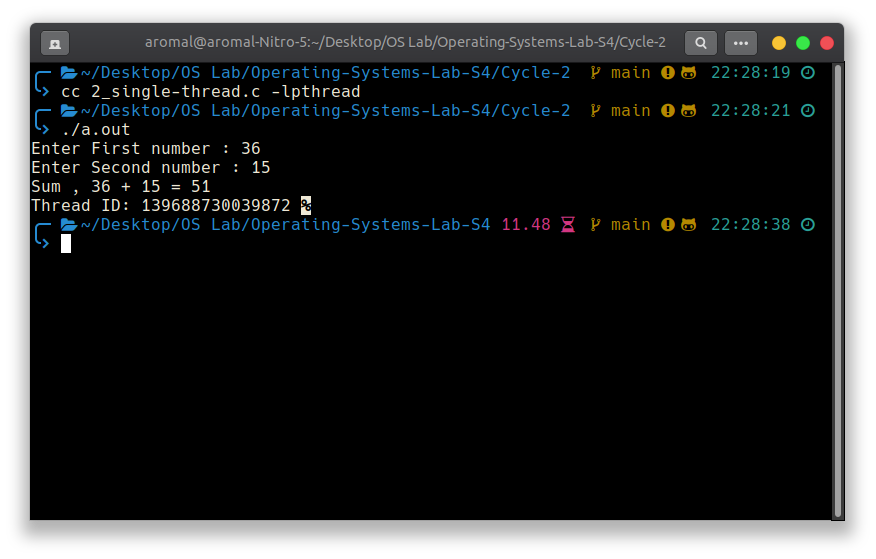 aromal@aromal-Nitro-5:~/Desktop/OS Lab/Operating-Systems-Lab-S4/Cycle-2
~/Desktop/OS Lab/Operating-Systems-Lab-S4/Cycle-2 main 22:28:19
cc 2_single-thread.c -lpthread
~/Desktop/OS Lab/Operating-Systems-Lab-S4/Cycle-2 main 22:28:21
./a.out
Enter First number : 36
Enter Second number : 15
Sum , 36 + 15 = 51
Thread ID: 139688730039872 %
~/Desktop/OS Lab/Operating-Systems-Lab-S4 11.48 main 22:28:38